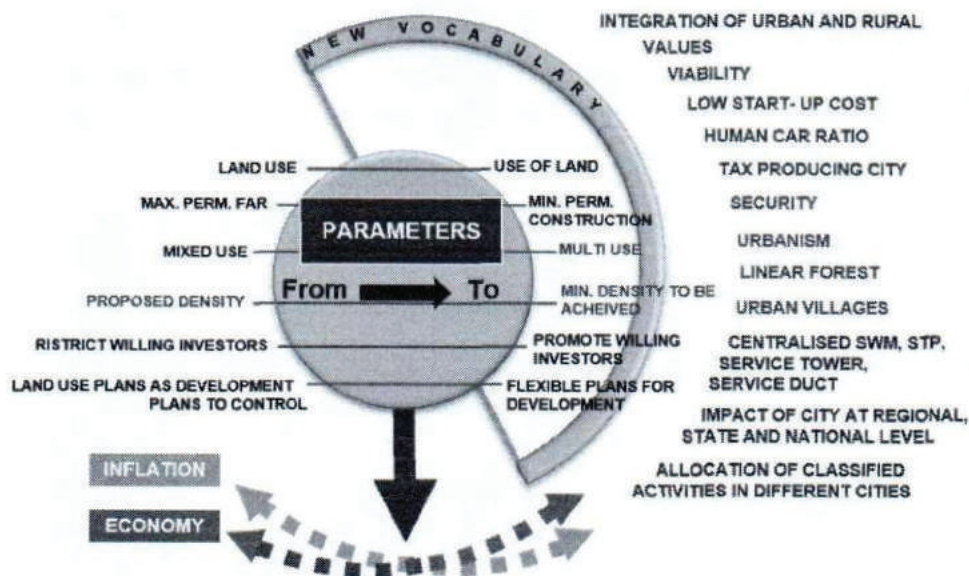 NEW VOCABULARY
INTEGRATION OF URBAN AND RURAL
VALUES
VIABILITY
LOW START- UP COST
HUMAN CAR RATIO
TAX PRODUCING CITY
SECURITY
URBANISM
LINEAR FOREST
URBAN VILLAGES
CENTRALISED SWM, STP,
SERVICE TOWER,
SERVICE DUCT
IMPACT OF CITY AT REGIONAL,
STATE AND NATIONAL LEVEL
ALLOCATION OF CLASSIFIED
ACTIVITIES IN DIFFERENT CITIES
LAND USE
USE OF LAND
MAX. PERM. FAR
MIN. PERM.
CONSTRUCTION
PARAMETERS
MIXED USE
MULTI USE
From To
PROPOSED DENSITY
MIN. DENSITY TO BE
ACHEIVED
RISTRICT WILLING INVESTORS
PROMOTE WILLING
INVESTORS
LAND USE PLANS AS DEVELOPMENT
PLANS TO CONTROL
FLEXIBLE PLANS FOR
DEVELOPMENT
INFLATION
ECONOMY